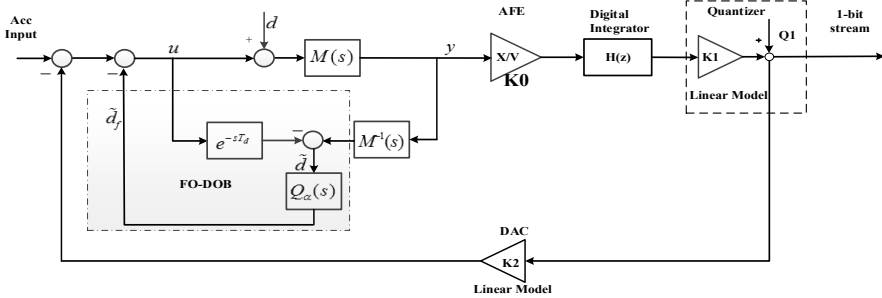 Acc
Input
−
−
u
+
d
M(s)
y
AFE
X/V
K0
Digital
Integrator
H(z)
Quantizer
K1
+
Q1
Linear Model
1-bit
stream
d̃_f
e^{-sT_d}
−
M^{-1}(s)
d̃
Q_α(s)
FO-DOB
DAC
K2
Linear Model